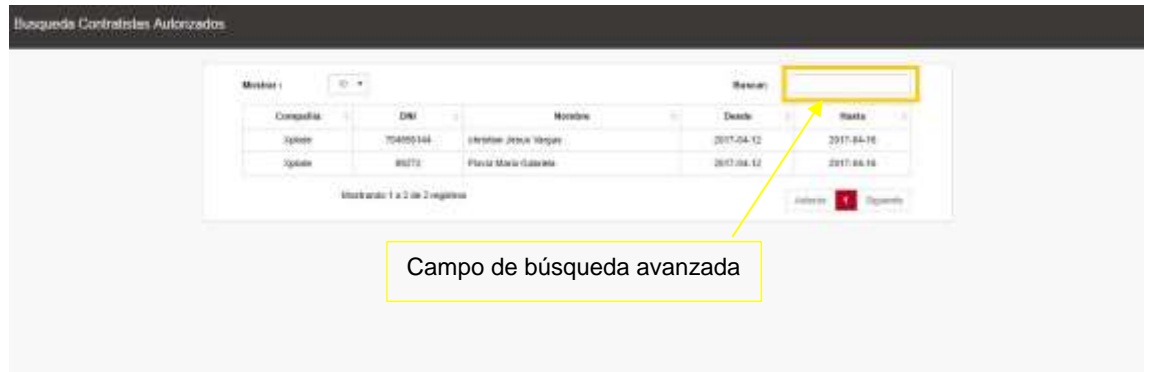 Busqueda Contratistas Autorizados
Mostrar : 10 Buscar:
Compañia DNI Nombre Desde Hasta
christian Jesus Vargas 2017-04-12 2017-04-16
89273 Flavia Maria Gabriela 2017-04-12 2017-04-16
Mostrando 1 a 2 de 2 registros
Anterior 1 Siguiente
Campo de búsqueda avanzada